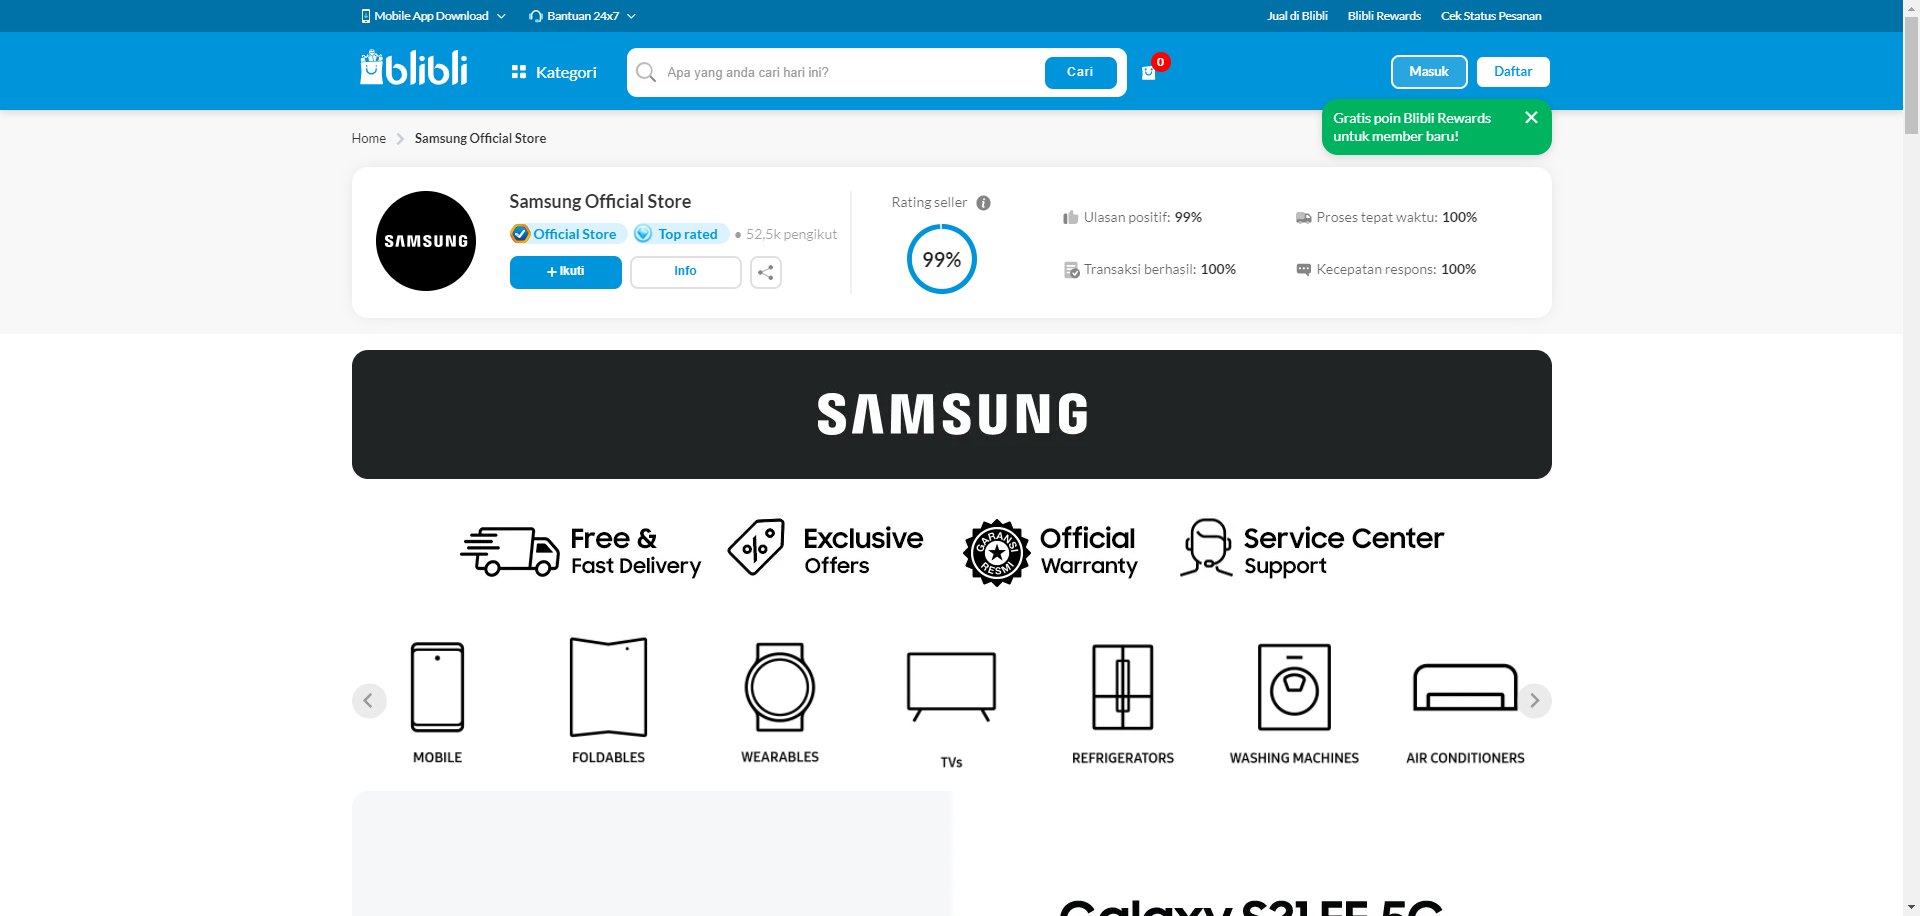 Mobile App Download
Bantuan 24x7
Jual di Blibli
Blibli Rewards
Cek Status Pesanan
blibli
Kategori
Apa yang anda cari hari ini?
Cari
0
Masuk
Daftar
Gratis poin Blibli Rewards
untuk member baru!
Home
Samsung Official Store
SAMSUNG
Samsung Official Store
Official Store
Top rated
• 52,5k pengikut
+ Ikuti
Info
Rating seller
99%
Ulasan positif: 99%
Proses tepat waktu: 100%
Transaksi berhasil: 100%
Kecepatan respons: 100%
SAMSUNG
Free &
Fast Delivery
Exclusive
Offers
GARANSI
RESMI
Official
Warranty
Service Center
Support
MOBILE
FOLDABLES
WEARABLES
TVs
REFRIGERATORS
WASHING MACHINES
AIR CONDITIONERS
Galaxy S21 FE 5G